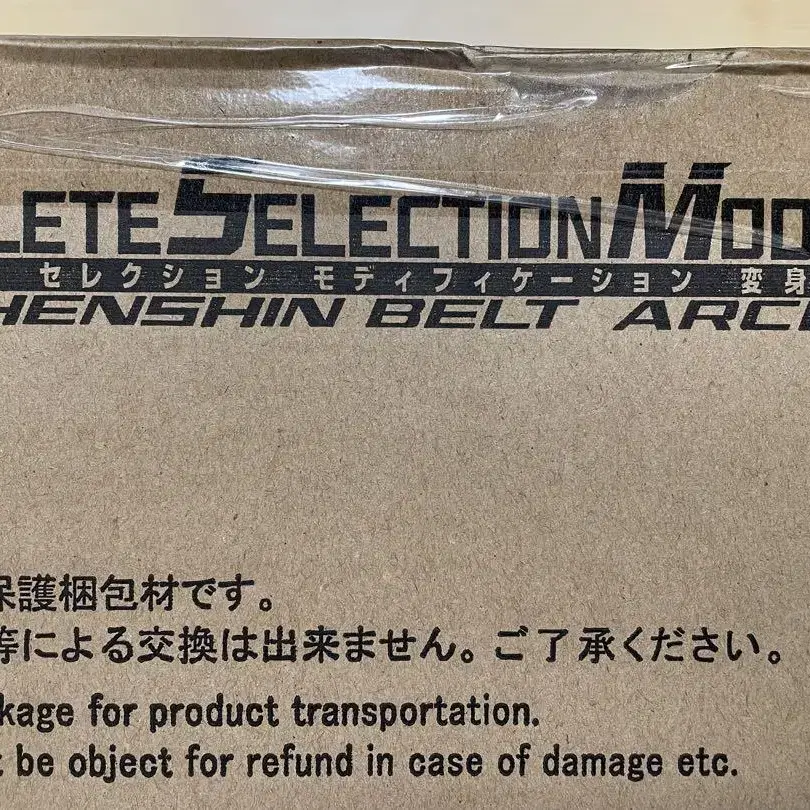 LETE SELECTION MOD
セレクション モディフィケーション 変身
HENSHIN BELT ARC
保護梱包材です。
等による交換は出来ません。ご了承ください。
kage for product transportation.
t be object for refund in case of damage etc.